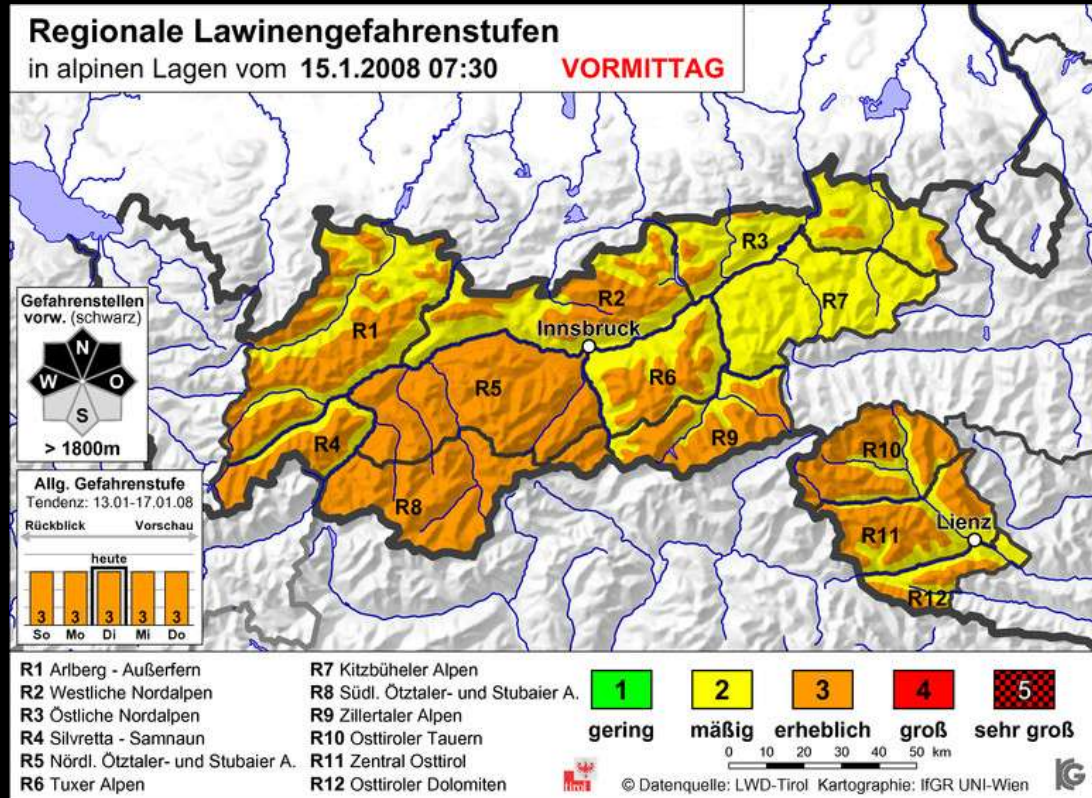 Regionale Lawinengefahrenstufen
in alpinen Lagen vom 15.1.2008 07:30 VORMITTAG
Gefahrenstellen
vorw. (schwarz)
N
W O
S
> 1800m
Allg. Gefahrenstufe
Tendenz: 13.01-17.01.08
Rückblick Vorschau
heute
3 3 3 3 3
So Mo Di Mi Do
R3
R2
R7
Innsbruck
R1
R6
R5
R4
R9
R10
R8
Lienz
R11
R12
R1 Arlberg - Außerfern
R2 Westliche Nordalpen
R3 Östliche Nordalpen
R4 Silvretta - Samnaun
R5 Nördl. Ötztaler- und Stubaier A.
R6 Tuxer Alpen
R7 Kitzbüheler Alpen
R8 Südl. Ötztaler- und Stubaier A.
R9 Zillertaler Alpen
R10 Osttiroler Tauern
R11 Zentral Osttirol
R12 Osttiroler Dolomiten
1 2 3 4 5
gering mäßig erheblich groß sehr groß
0 10 20 30 40 50 km
tirol
© Datenquelle: LWD-Tirol Kartographie: IfGR UNI-Wien